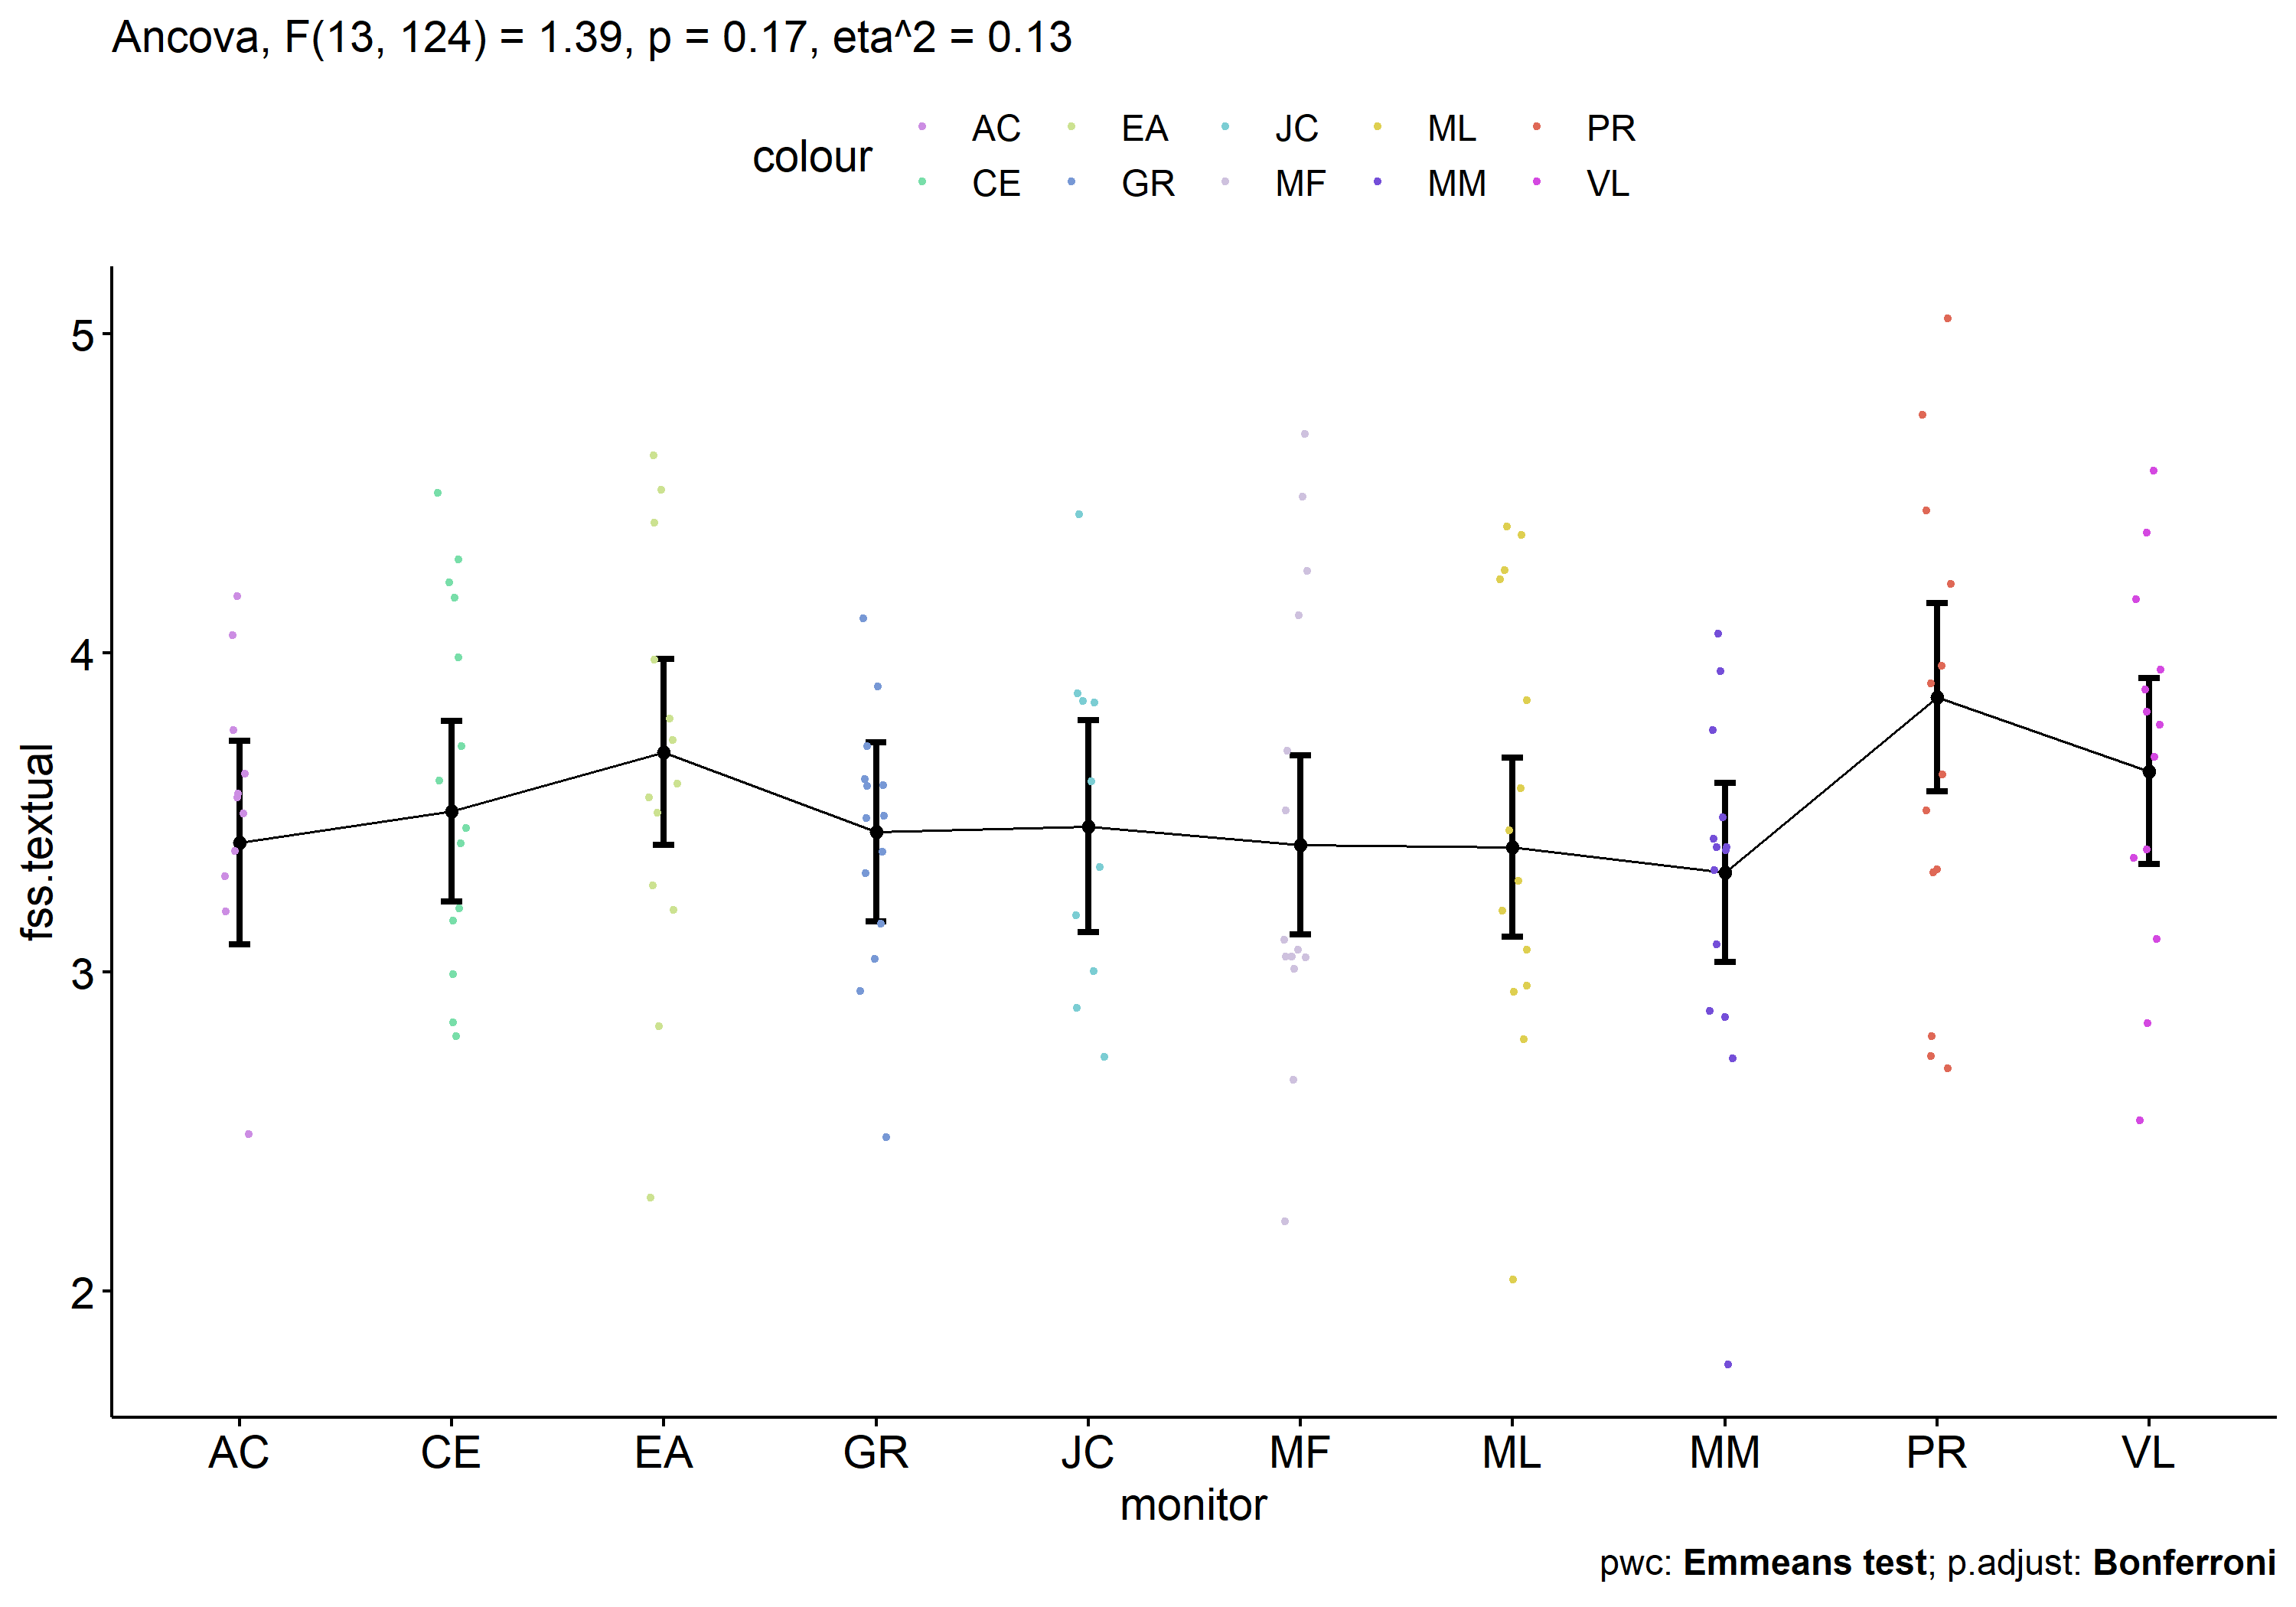 Ancova, F(13, 124) = 1.39, p = 0.17, eta^2 = 0.13
colour
AC EA JC ML PR
CE GR MF MM VL
5
4
3
2
fss.textual
AC CE EA GR JC MF ML MM PR VL
monitor
pwc: Emmeans test; p.adjust: Bonferroni